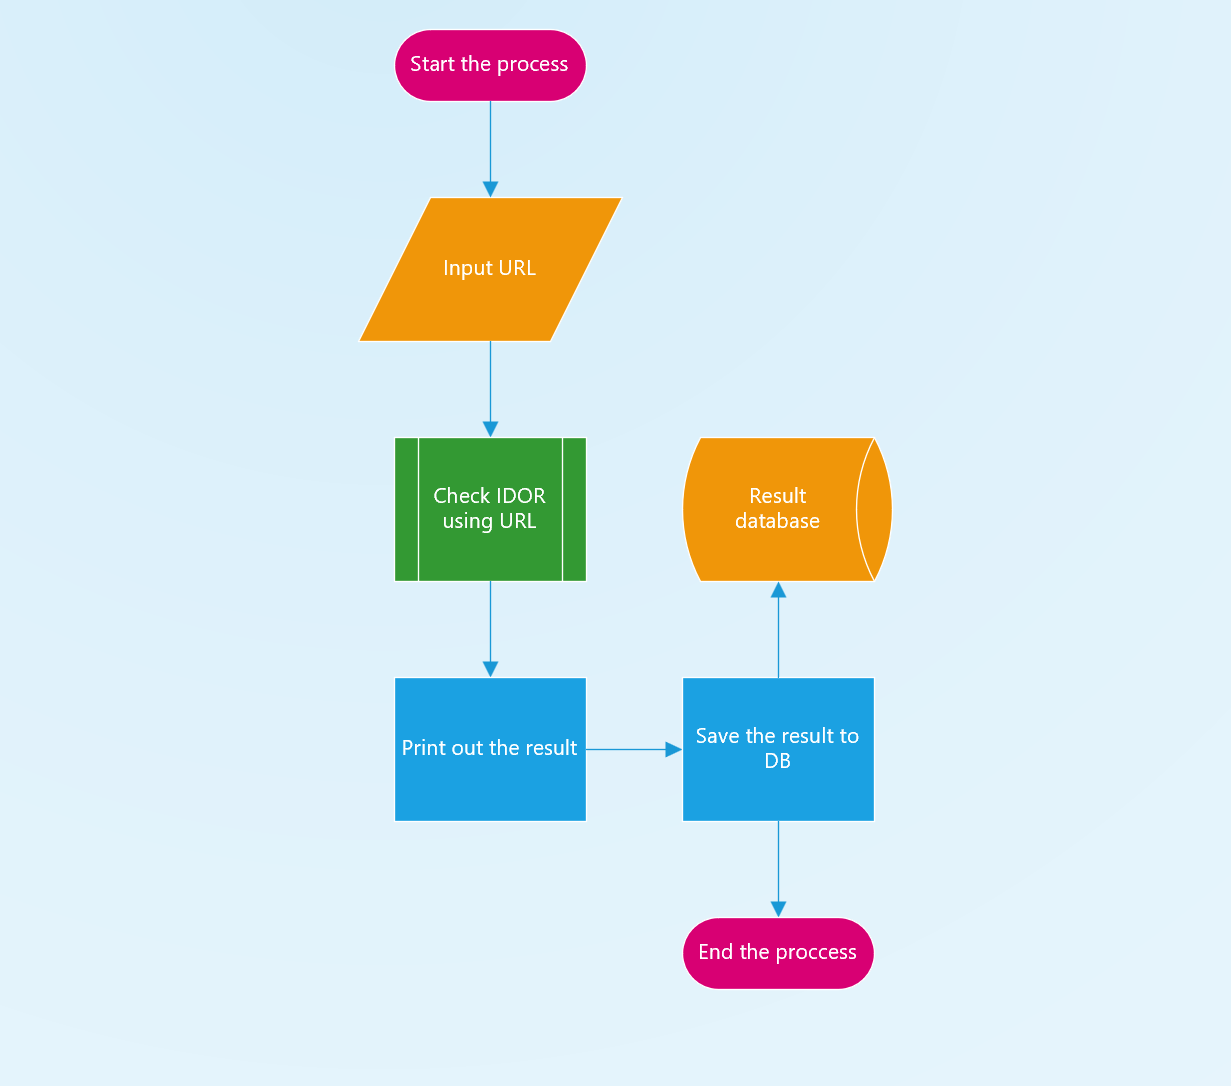 Start the process
Input URL
Check IDOR
using URL
Result
database
Print out the result
Save the result to
DB
End the proccess